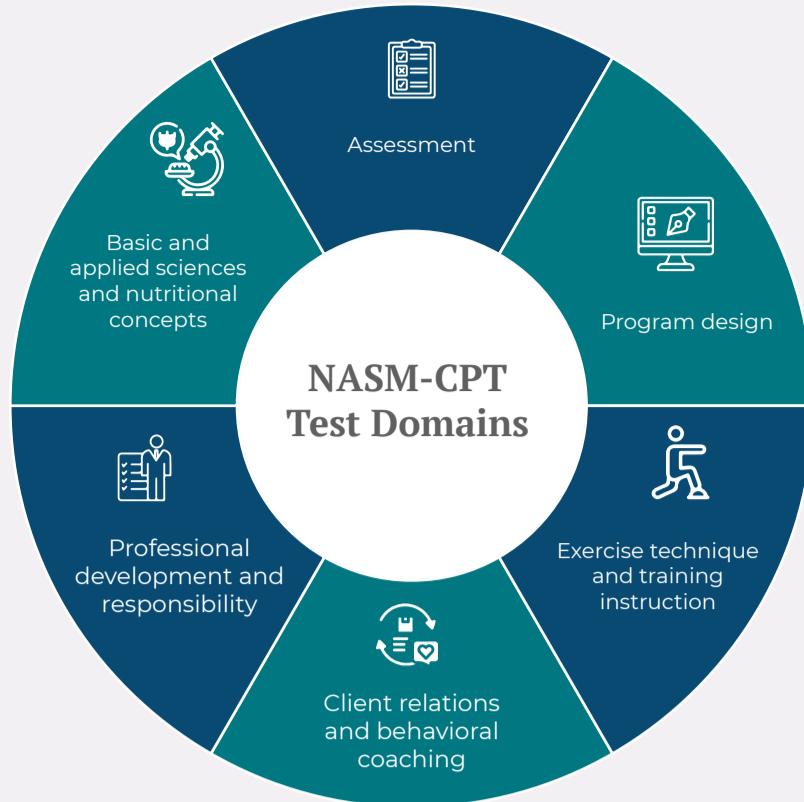 Assessment
Basic and
applied sciences
and nutritional
concepts
Program design
NASM-CPT
Test Domains
Professional
development and
responsibility
Exercise technique
and training
instruction
Client relations
and behavioral
coaching